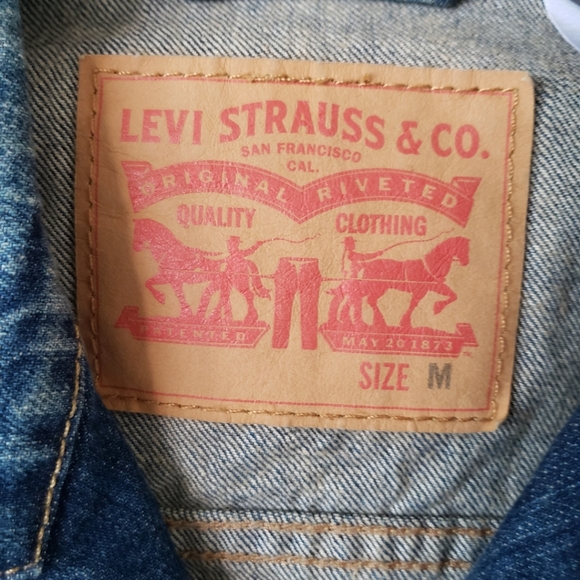 LEVI STRAUSS & CO.
SAN FRANCISCO
CAL.
ORIGINAL RIVETED
QUALITY CLOTHING
PATENTED MAY 20 1873
SIZE M